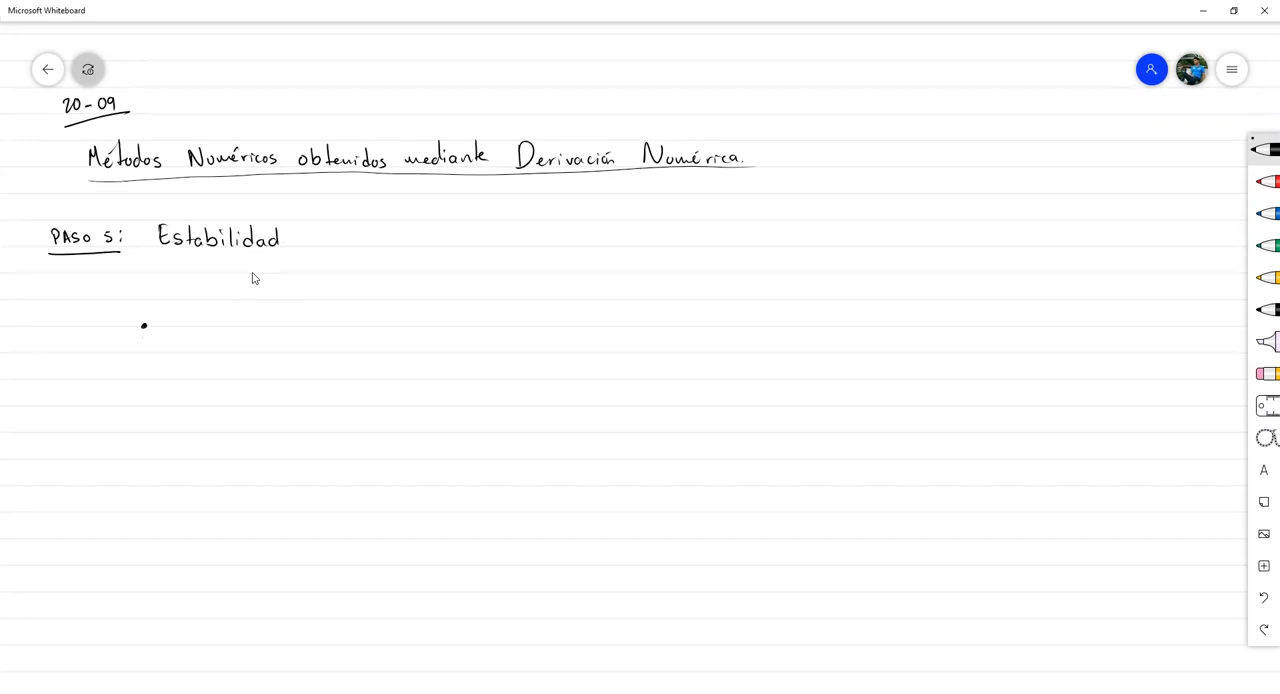 Microsoft Whiteboard
20-09
Métodos Numéricos obtenidos mediante Derivación Numérica.
PASO 5: Estabilidad
A